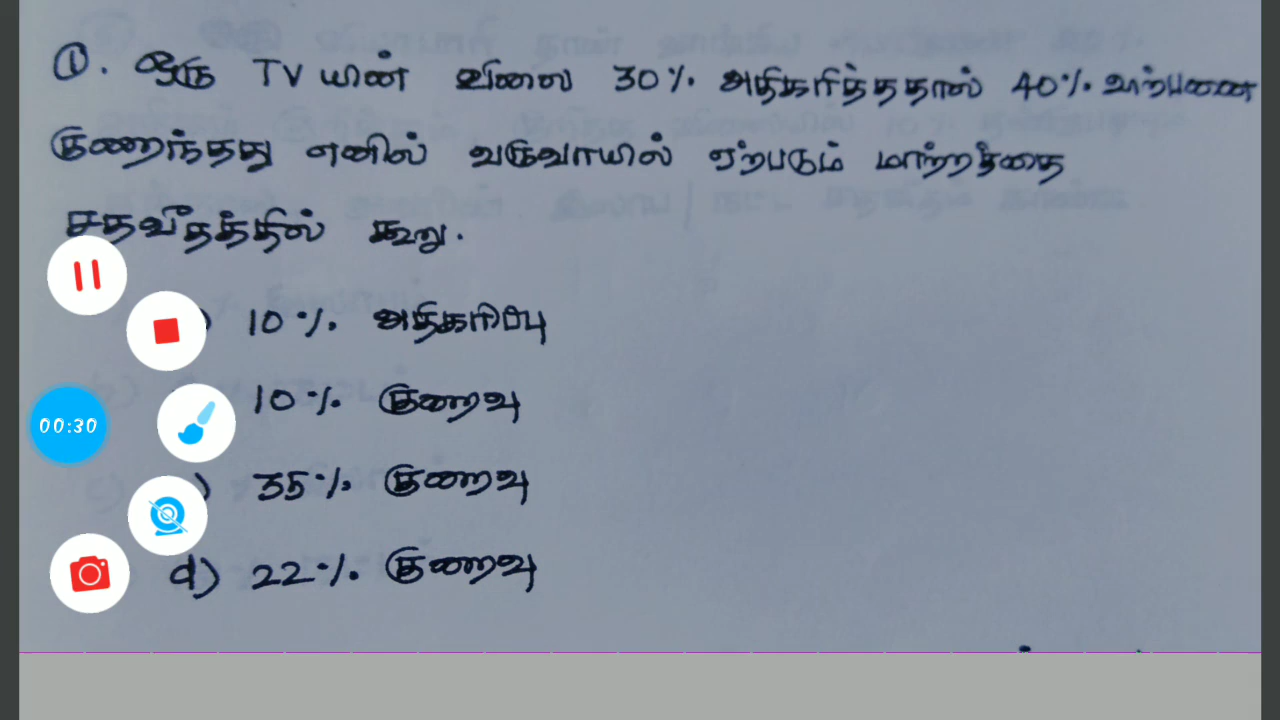 ①. ஒரு TV யின் விலை 30%. அதிகரித்ததால் 40%. விற்பனை
குறைந்தது எனில் வருவாயில் ஏற்படும் மாற்றத்தை
சதவீதத்தில் கூறு.
) 10%. அதிகரிப்பு
10%. குறைவு
) 35%. குறைவு
00:30
d) 22%. குறைவு